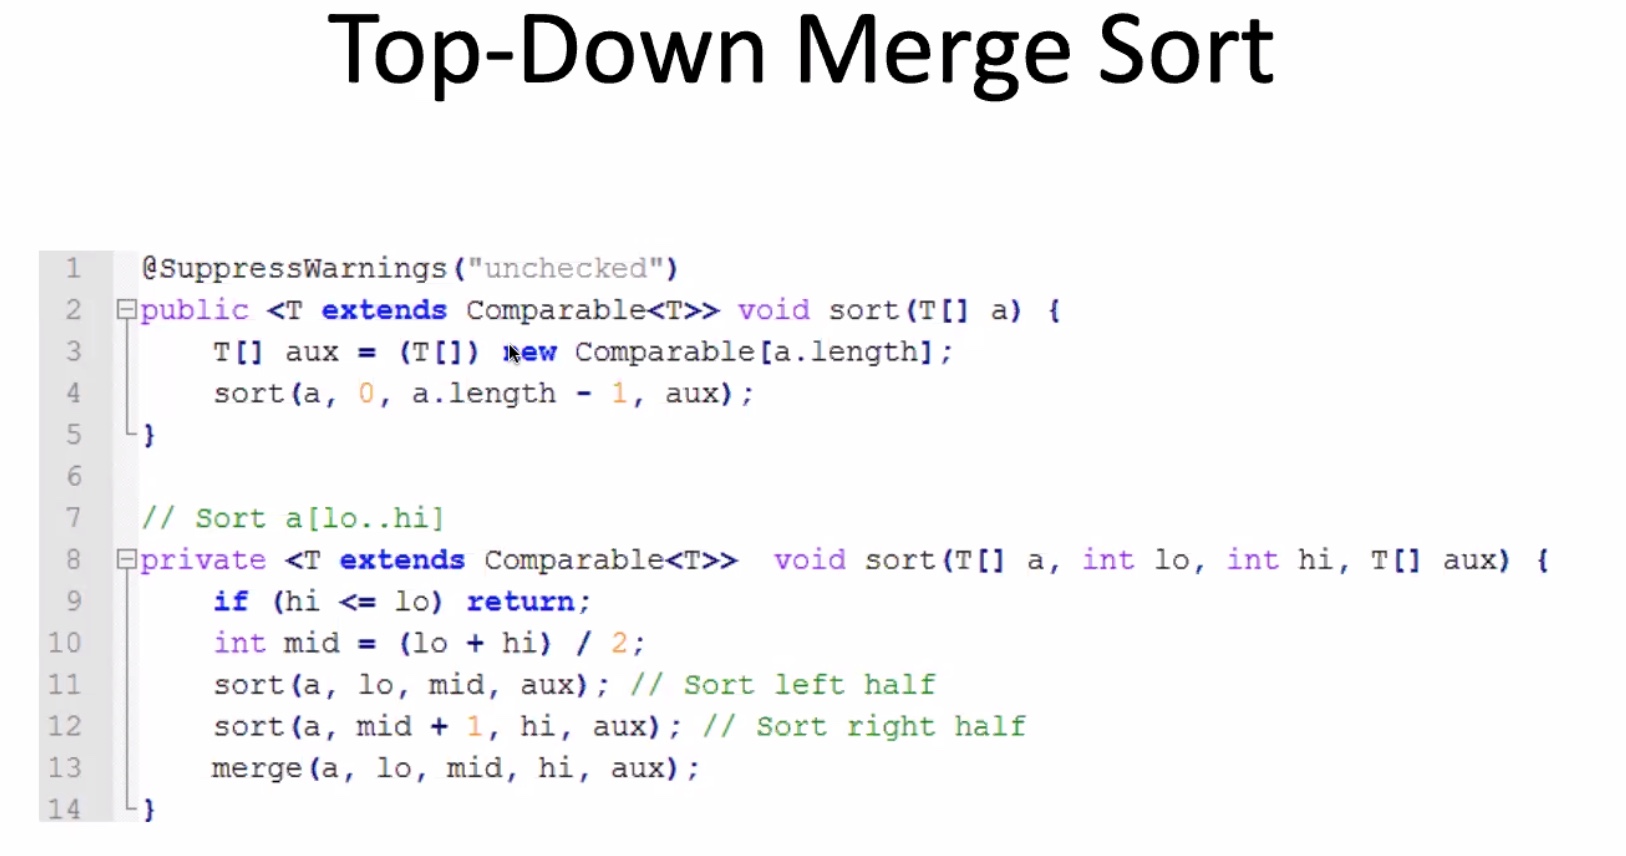 Top-Down Merge Sort
1 @SuppressWarnings("unchecked")
2 public <T extends Comparable<T>> void sort(T[] a) {
3 T[] aux = (T[]) new Comparable[a.length];
4 sort(a, 0, a.length - 1, aux);
5 }
6
7 // Sort a[lo..hi]
8 private <T extends Comparable<T>> void sort(T[] a, int lo, int hi, T[] aux) {
9 if (hi <= lo) return;
10 int mid = (lo + hi) / 2;
11 sort(a, lo, mid, aux); // Sort left half
12 sort(a, mid + 1, hi, aux); // Sort right half
13 merge(a, lo, mid, hi, aux);
14 }